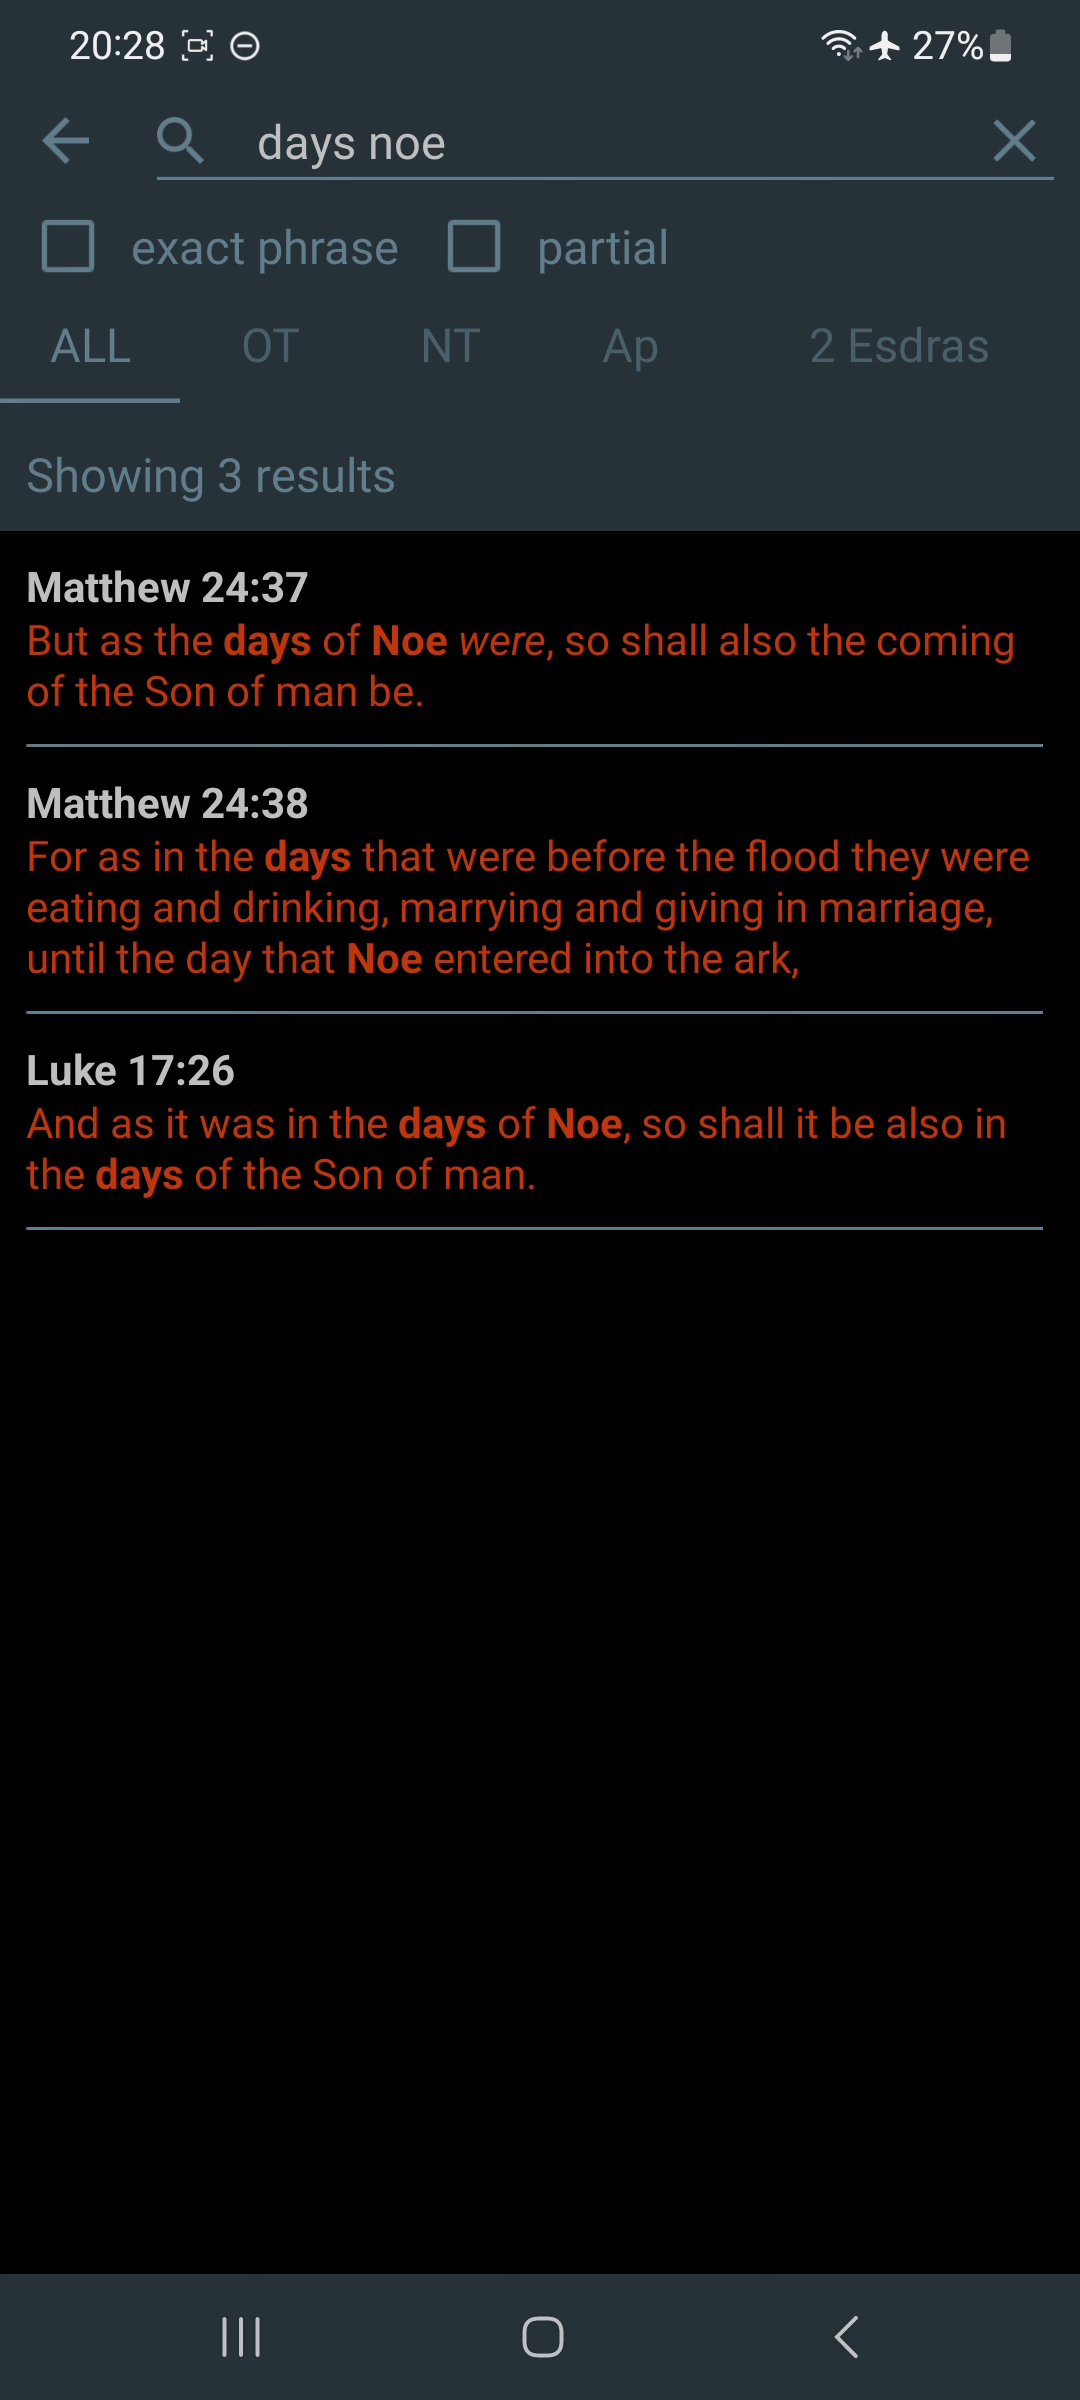 20:28 27%
days noe
exact phrase partial
ALL OT NT Ap 2 Esdras
Showing 3 results
Matthew 24:37
But as the days of Noe were, so shall also the coming
of the Son of man be.
Matthew 24:38
For as in the days that were before the flood they were
eating and drinking, marrying and giving in marriage,
until the day that Noe entered into the ark,
Luke 17:26
And as it was in the days of Noe, so shall it be also in
the days of the Son of man.